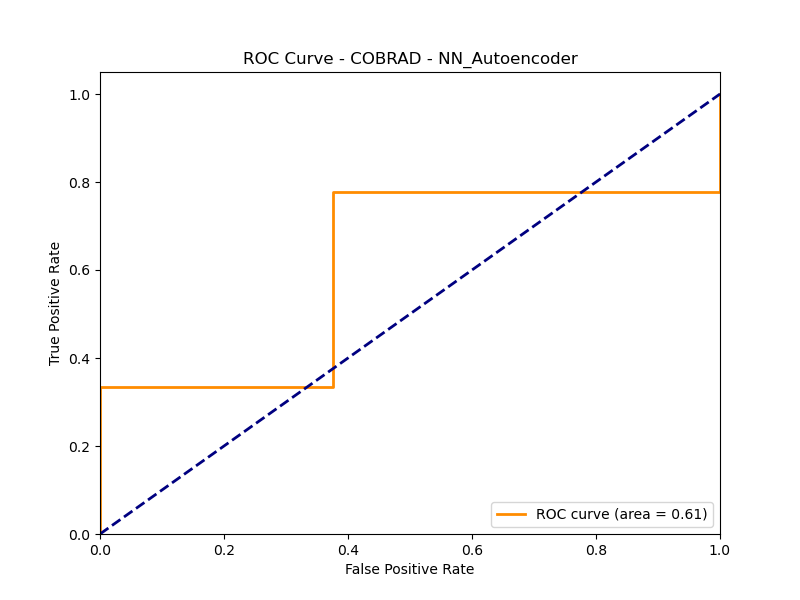 ROC Curve - COBRAD - NN_Autoencoder
1.0
0.8
0.6
0.4
0.2
0.0
True Positive Rate
0.0 0.2 0.4 0.6 0.8 1.0
False Positive Rate
ROC curve (area = 0.61)